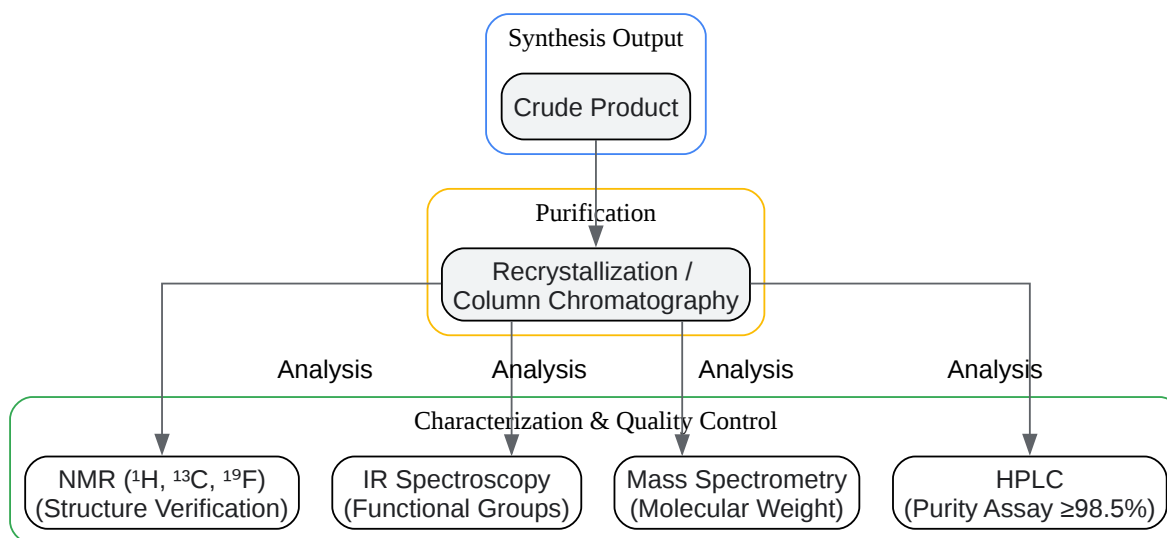 Synthesis Output
Crude Product
Purification
Recrystallization /
Column Chromatography
Analysis
Analysis
Analysis
Analysis
Characterization & Quality Control
NMR (¹H, ¹³C, ¹⁹F)
(Structure Verification)
IR Spectroscopy
(Functional Groups)
Mass Spectrometry
(Molecular Weight)
HPLC
(Purity Assay ≥98.5%)